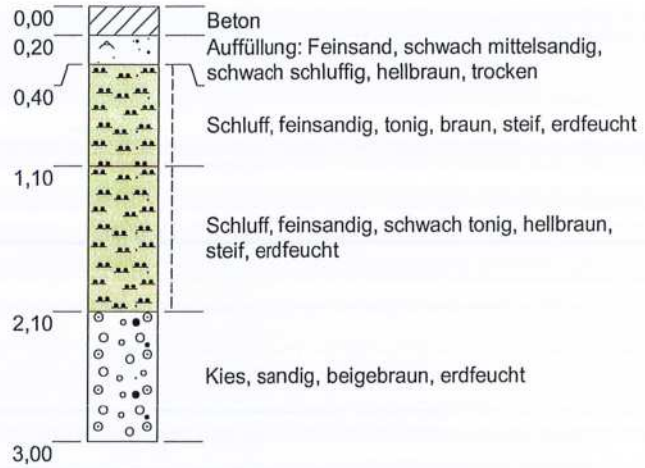 0,00 Beton
0,20 Auffüllung: Feinsand, schwach mittelsandig,
schwach schluffig, hellbraun, trocken
0,40
Schluff, feinsandig, tonig, braun, steif, erdfeucht
1,10
Schluff, feinsandig, schwach tonig, hellbraun,
steif, erdfeucht
2,10
Kies, sandig, beigebraun, erdfeucht
3,00